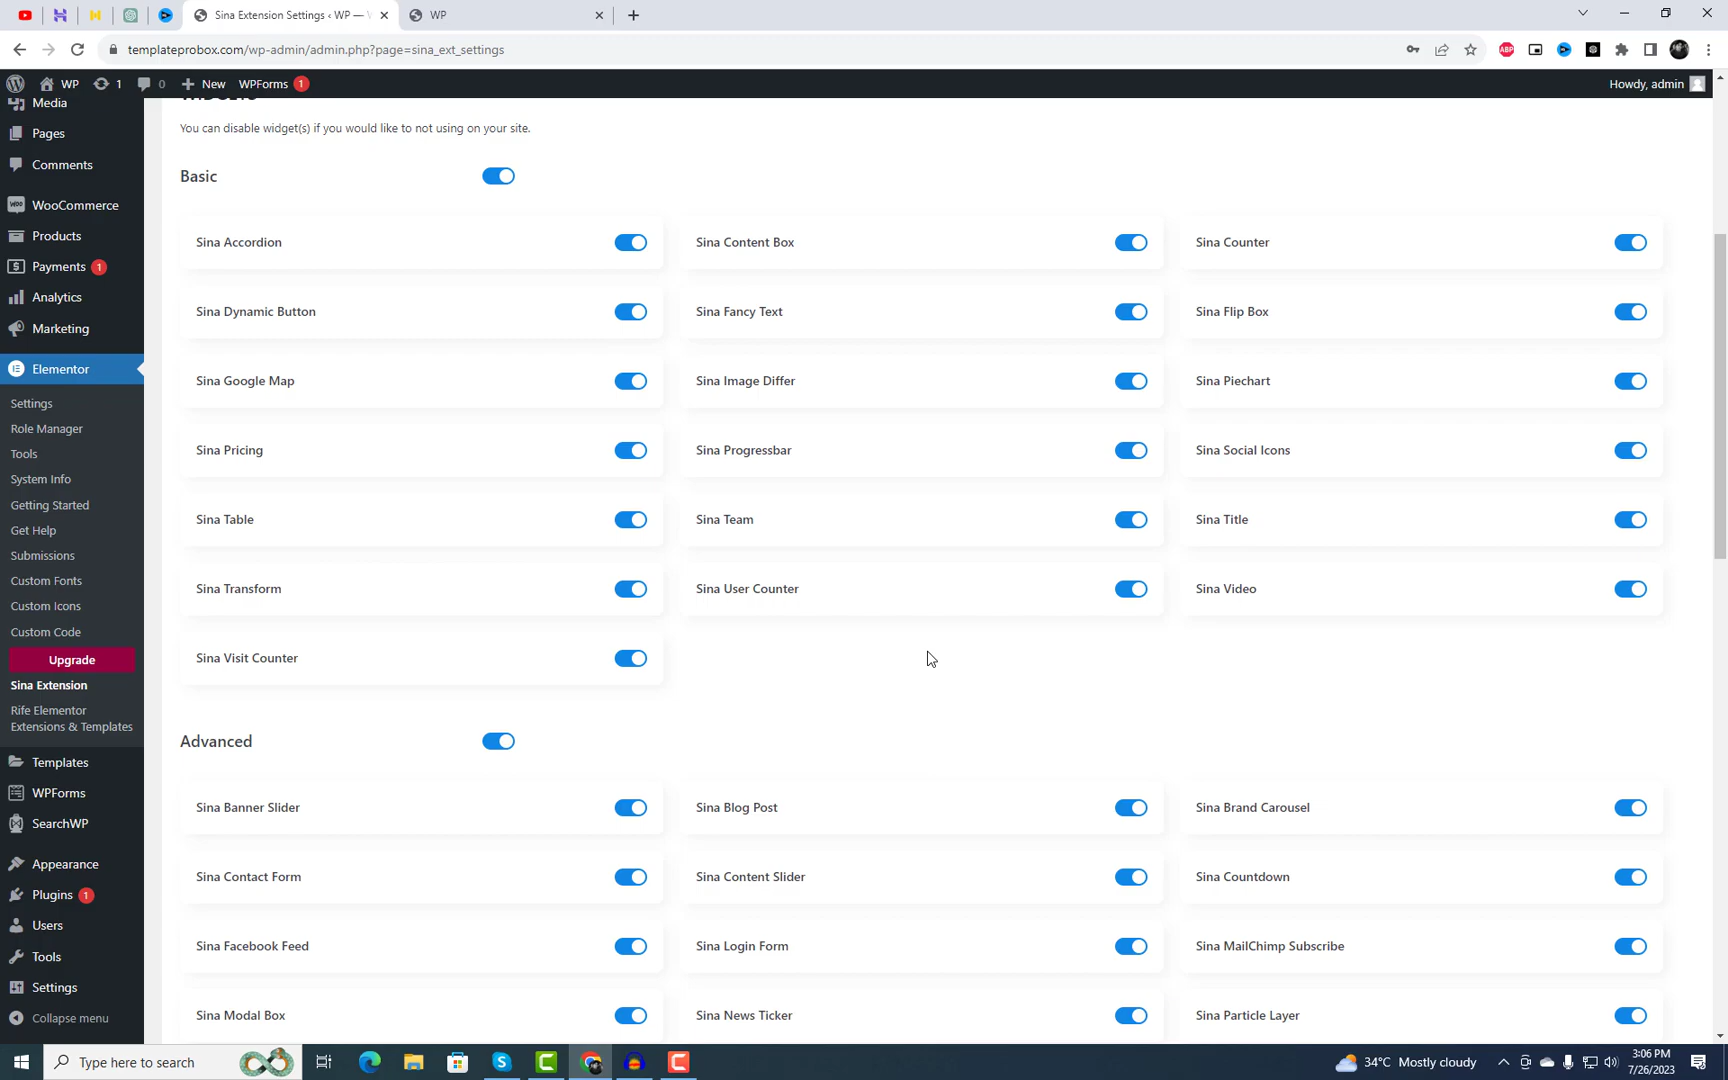 Sina Extension Settings ‹ WP —
WP
templateprobox.com/wp-admin/admin.php?page=sina_ext_settings
WP
1
0
New
WPForms 1
Howdy, admin
Media
Pages
Comments
WooCommerce
Products
Payments 1
Analytics
Marketing
Elementor
Settings
Role Manager
Tools
System Info
Getting Started
Get Help
Submissions
Custom Fonts
Custom Icons
Custom Code
Upgrade
Sina Extension
Rife Elementor
Extensions & Templates
Templates
WPForms
SearchWP
Appearance
Plugins 1
Users
Tools
Settings
Collapse menu
You can disable widget(s) if you would like to not using on your site.
Basic
Sina Accordion
Sina Content Box
Sina Counter
Sina Dynamic Button
Sina Fancy Text
Sina Flip Box
Sina Google Map
Sina Image Differ
Sina Piechart
Sina Pricing
Sina Progressbar
Sina Social Icons
Sina Table
Sina Team
Sina Title
Sina Transform
Sina User Counter
Sina Video
Sina Visit Counter
Advanced
Sina Banner Slider
Sina Blog Post
Sina Brand Carousel
Sina Contact Form
Sina Content Slider
Sina Countdown
Sina Facebook Feed
Sina Login Form
Sina MailChimp Subscribe
Sina Modal Box
Sina News Ticker
Sina Particle Layer
Type here to search
34°C Mostly cloudy
3:06 PM
7/26/2023